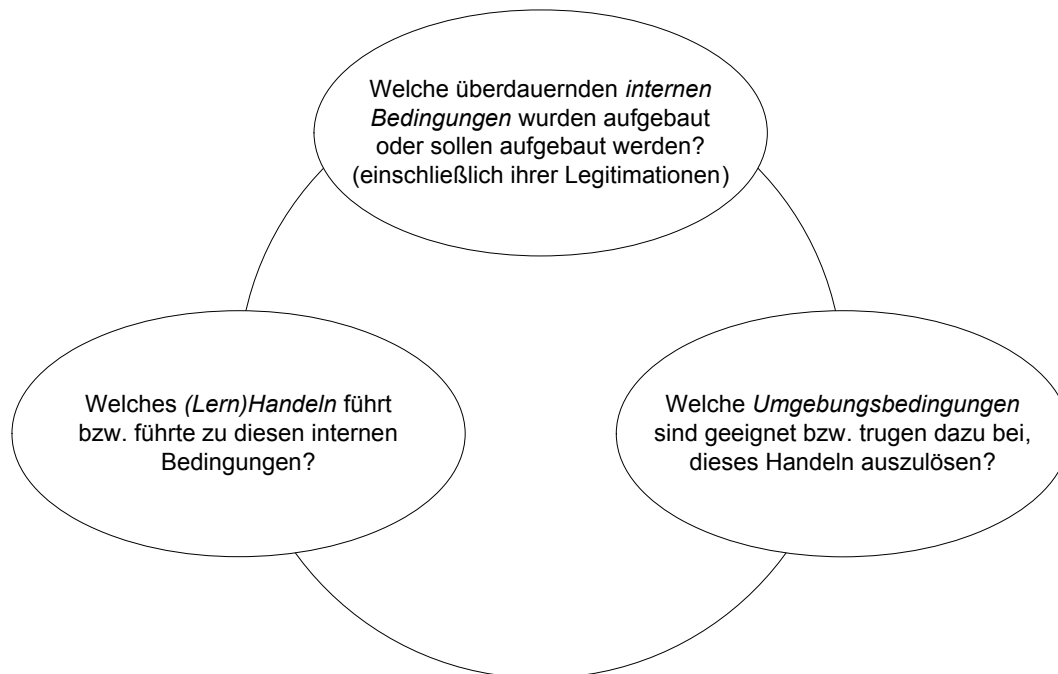 Welche überdauernden internen
Bedingungen wurden aufgebaut
oder sollen aufgebaut werden?
(einschließlich ihrer Legitimationen)
Welches (Lern)Handeln führt
bzw. führte zu diesen internen
Bedingungen?
Welche Umgebungsbedingungen
sind geeignet bzw. trugen dazu bei,
dieses Handeln auszulösen?